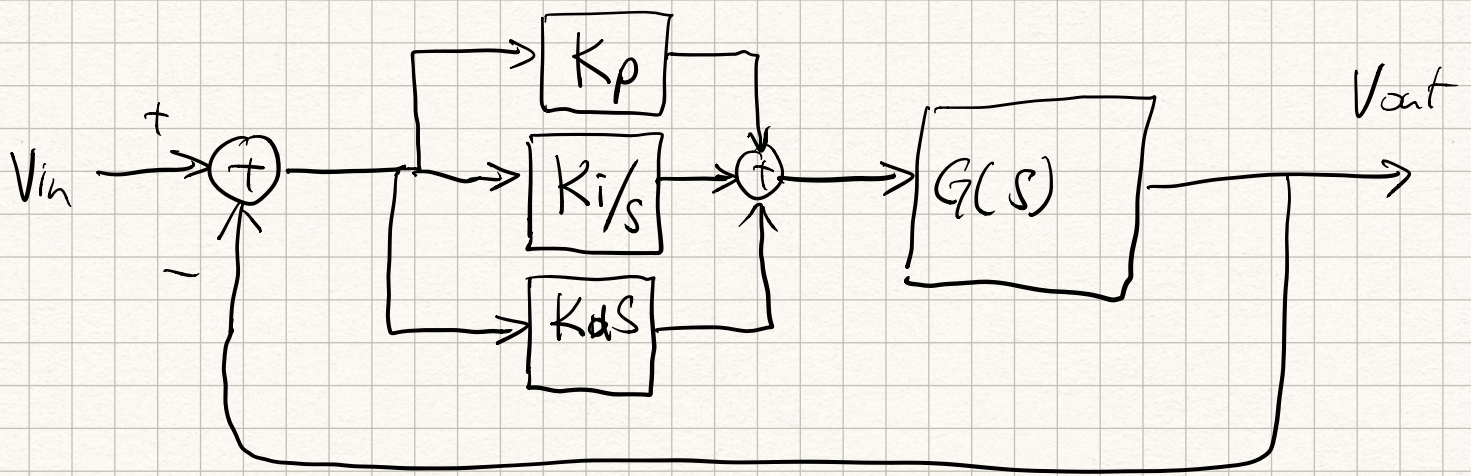 Kp
Vout
+
Vin
+
Ki/s
+
G(s)
-
Kds